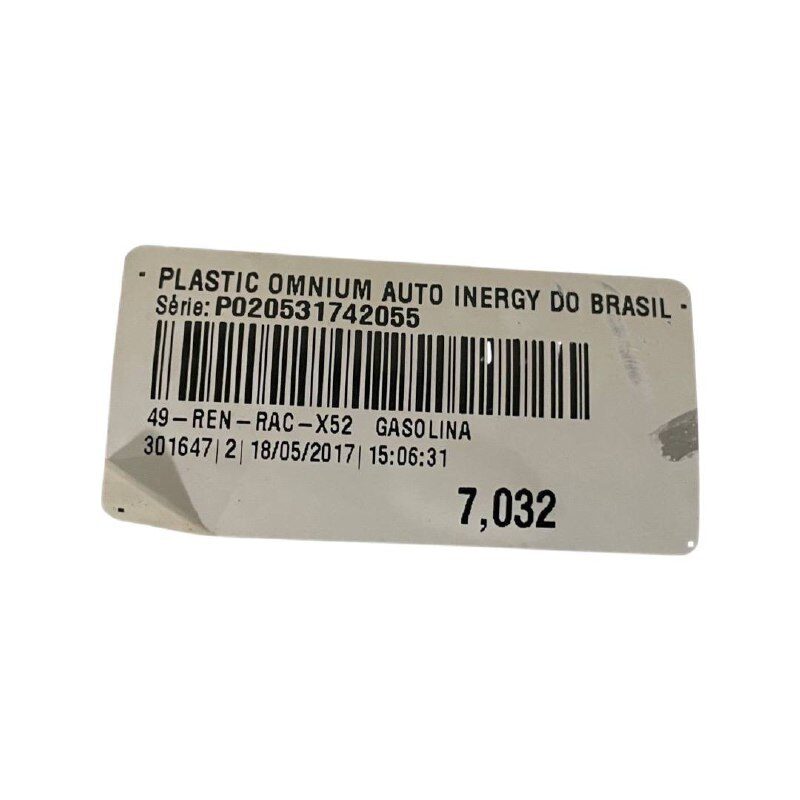 PLASTIC OMNIUM AUTO INERGY DO BRASIL
Série: P020531742055
49-REN-RAC-X52 GASOLINA
301647|2|18/05/2017|15:06:31
7,032